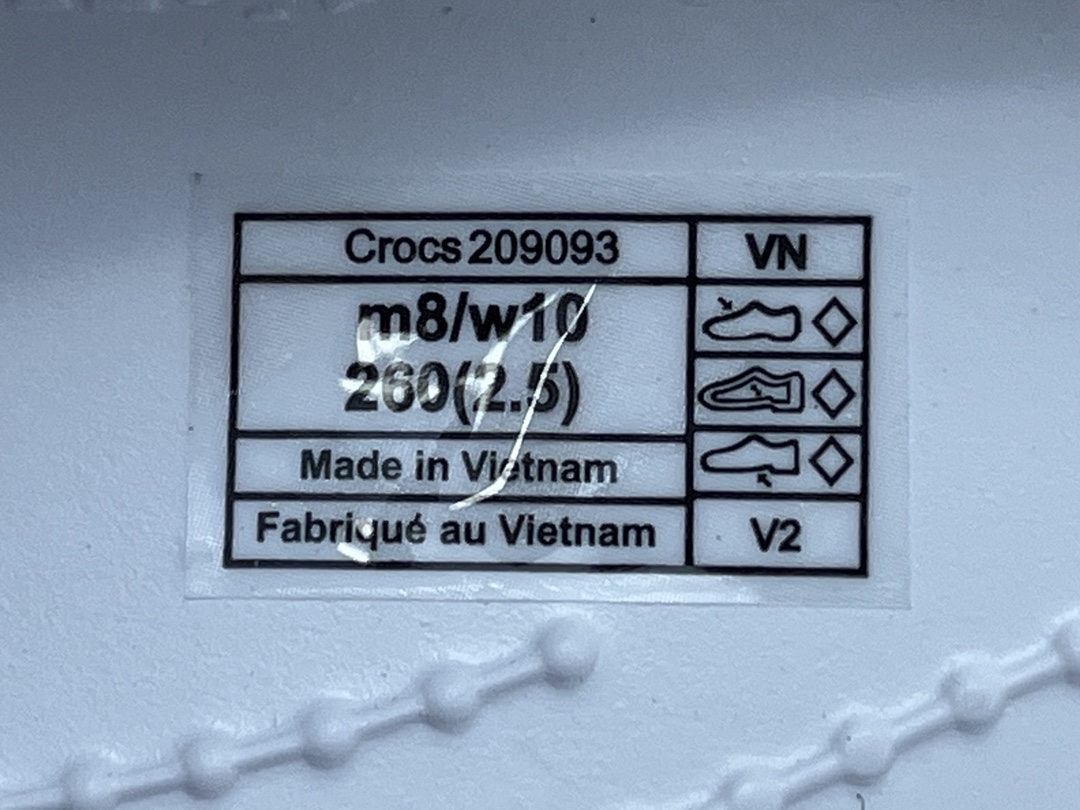 Crocs 209093
VN
m8/w10
260(2.5)
Made in Vietnam
Fabriqué au Vietnam
V2